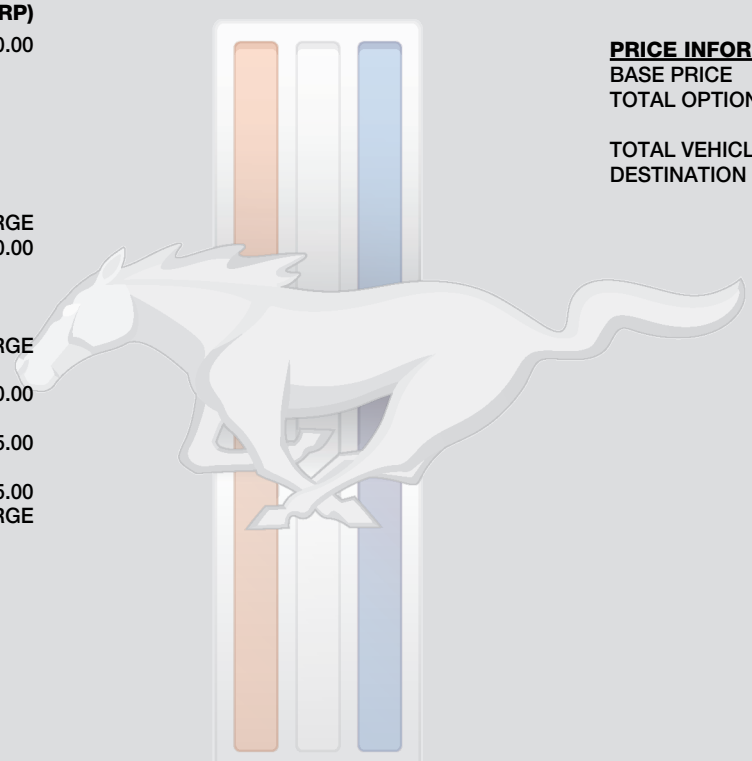 RP)
0.00
RGE
0.00
RGE
0.00
5.00
5.00
RGE
PRICE INFOR
BASE PRICE
TOTAL OPTION
TOTAL VEHICL
DESTINATION